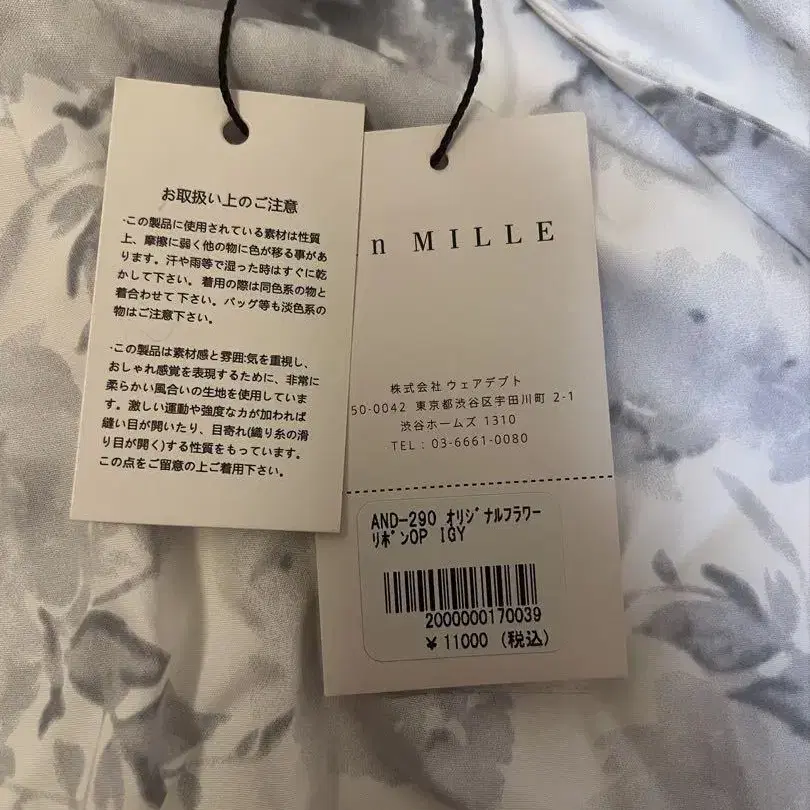 お取扱い上のご注意
·この製品に使用されている素材は性質
上、摩擦に弱く他の物に色が移る事があ
ります。汗や雨等で湿った時はすぐに乾
かして下さい。 着用の際は同色系の物と
着合わせて 下さい。バッグ等も淡色系の
物はご注意下さい。
·この製品は素材感と雰囲:気を重視し、
おしゃれ感覚を表現するために、非常に
柔らかい風合いの生地を使用していま
す。激しい運動や強度なカが加われば
縫い目が開いたり、目寄れ(織り糸の滑
り目が開く)する性質をもっています。
この点をご留意の上ご着用下さい。
n MILLE
株式会社 ウェアデプト
50-0042 東京都渋谷区宇田川町 2-1
渋谷ホームズ 1310
TEL : 03-6661-0080
AND-290 ｵﾘｼﾞﾅﾙﾌﾗﾜｰ
ﾘﾎﾞﾝOP IGY
2000000170039
¥ 11000 (税込)